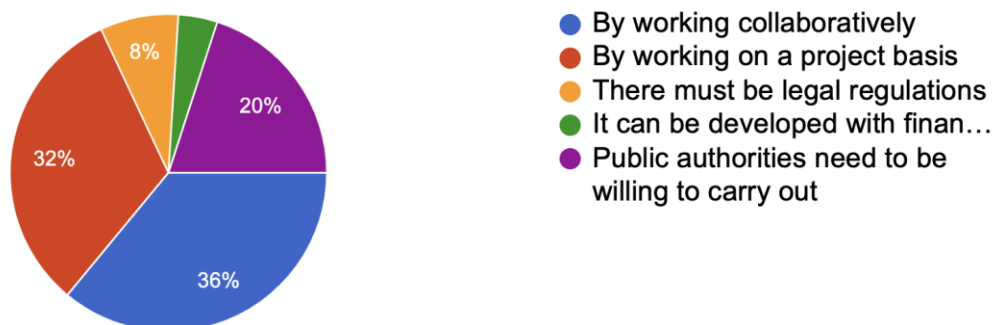 8%
20%
32%
36%
By working collaboratively
By working on a project basis
There must be legal regulations
It can be developed with finan…
Public authorities need to be
willing to carry out